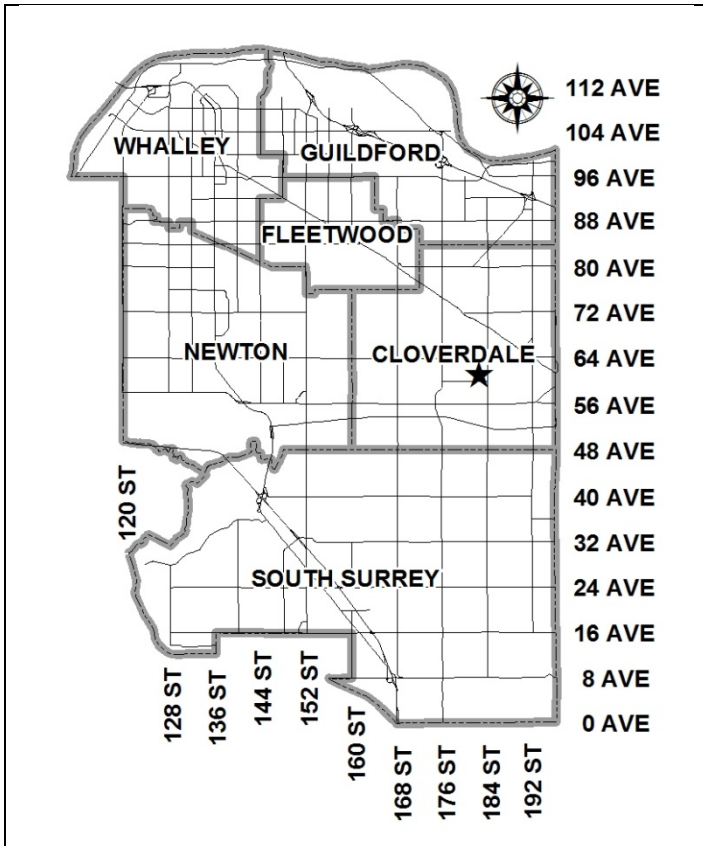 112 AVE
104 AVE
WHALLEY
GUILDFORD
96 AVE
88 AVE
FLEETWOOD
80 AVE
72 AVE
NEWTON
CLOVERDALE
64 AVE
56 AVE
48 AVE
120 ST
40 AVE
32 AVE
SOUTH SURREY
24 AVE
16 AVE
8 AVE
0 AVE
128 ST
136 ST
144 ST
152 ST
160 ST
168 ST
176 ST
184 ST
192 ST